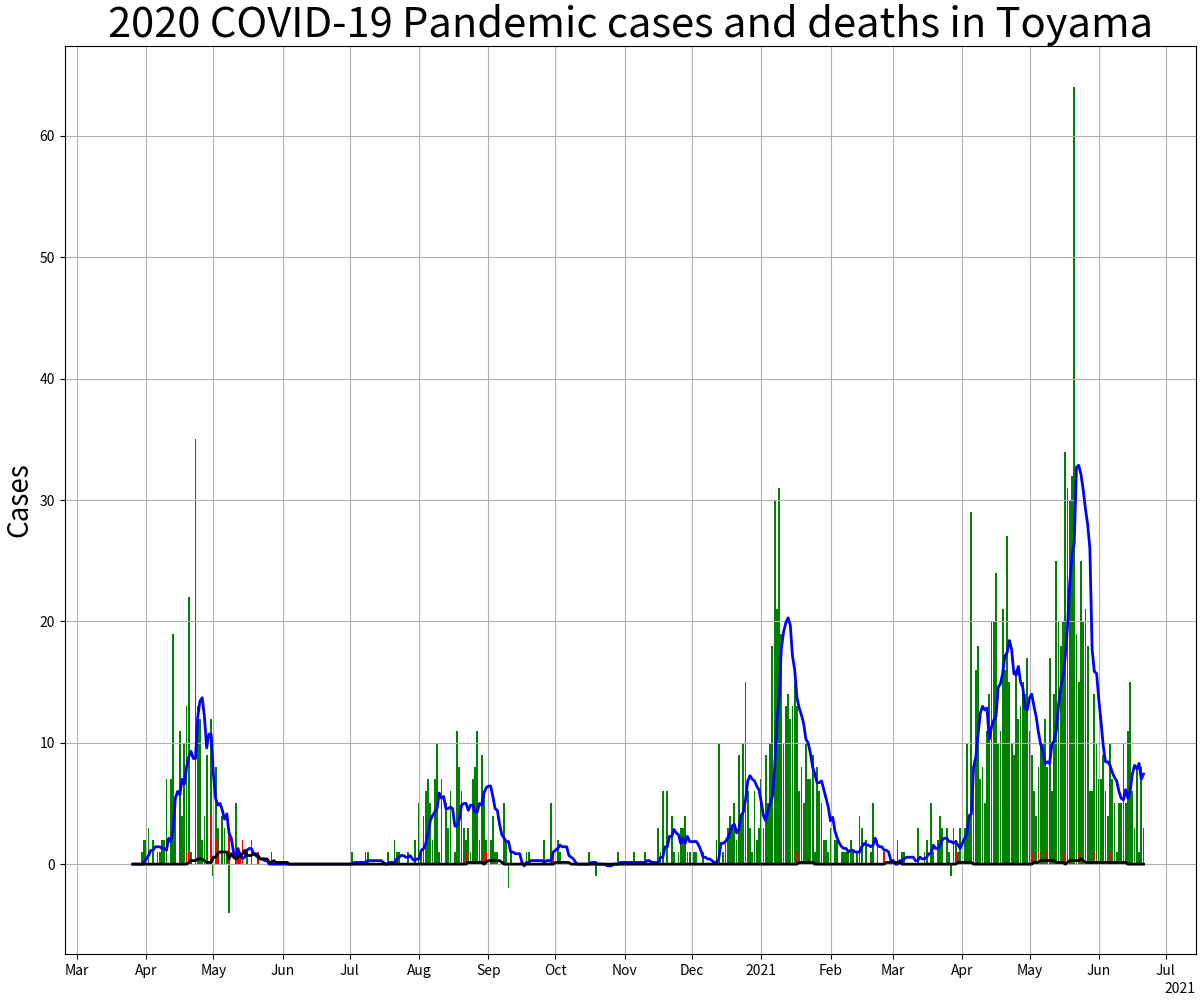 2020 COVID-19 Pandemic cases and deaths in Toyama
Cases
60
50
40
30
20
10
0
Mar Apr May Jun Jul Aug Sep Oct Nov Dec 2021 Feb Mar Apr May Jun Jul
2021